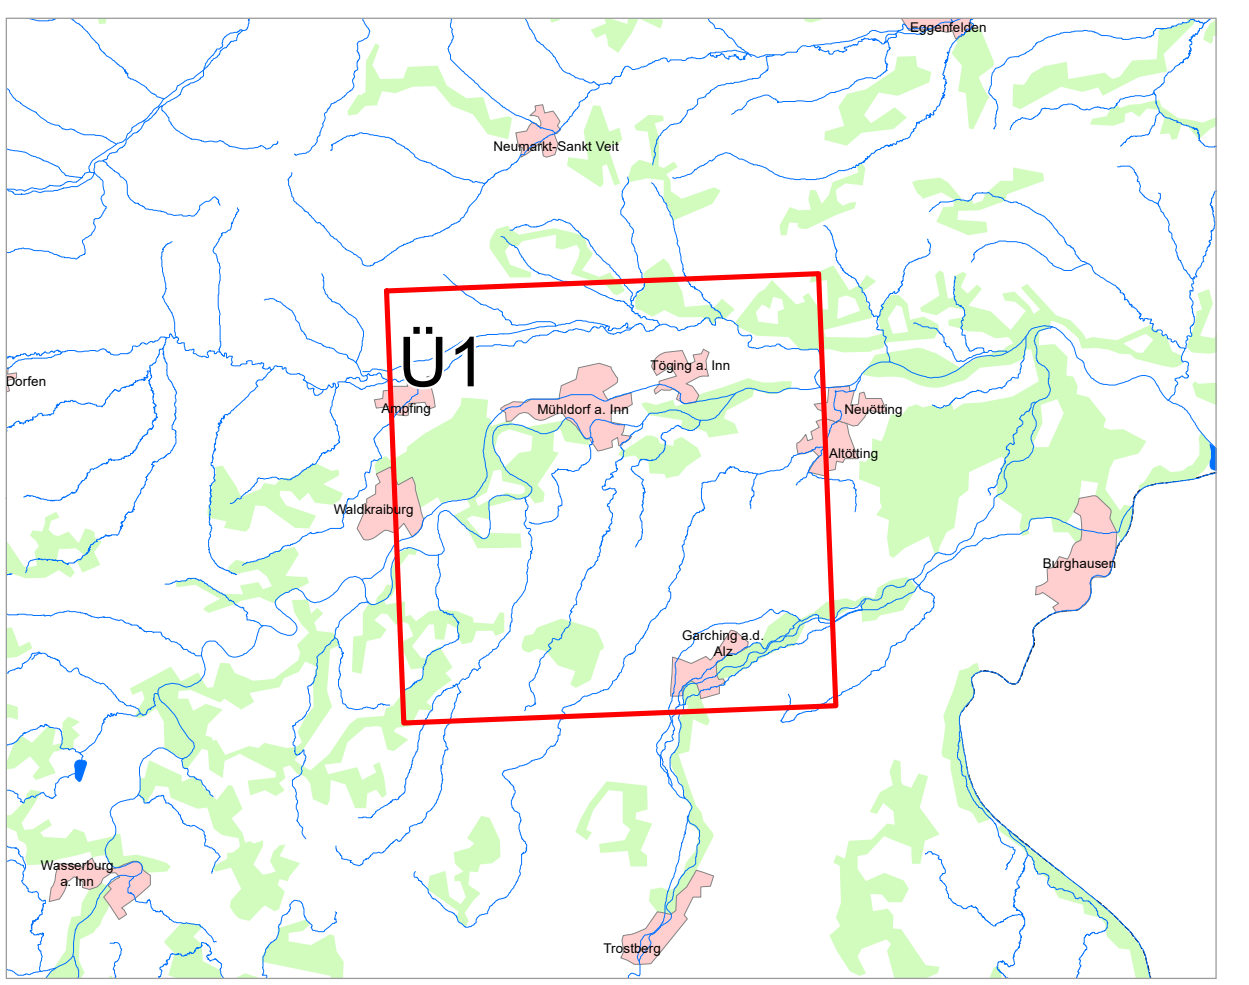 Eggenfelden
Neumarkt-Sankt Veit
Ü1
Töging a. Inn
Dorfen
Ampfing
Mühldorf a. Inn
Neuötting
Altötting
Waldkraiburg
Burghausen
Garching a.d.
Alz
Wasserburg
a. Inn
Trostberg